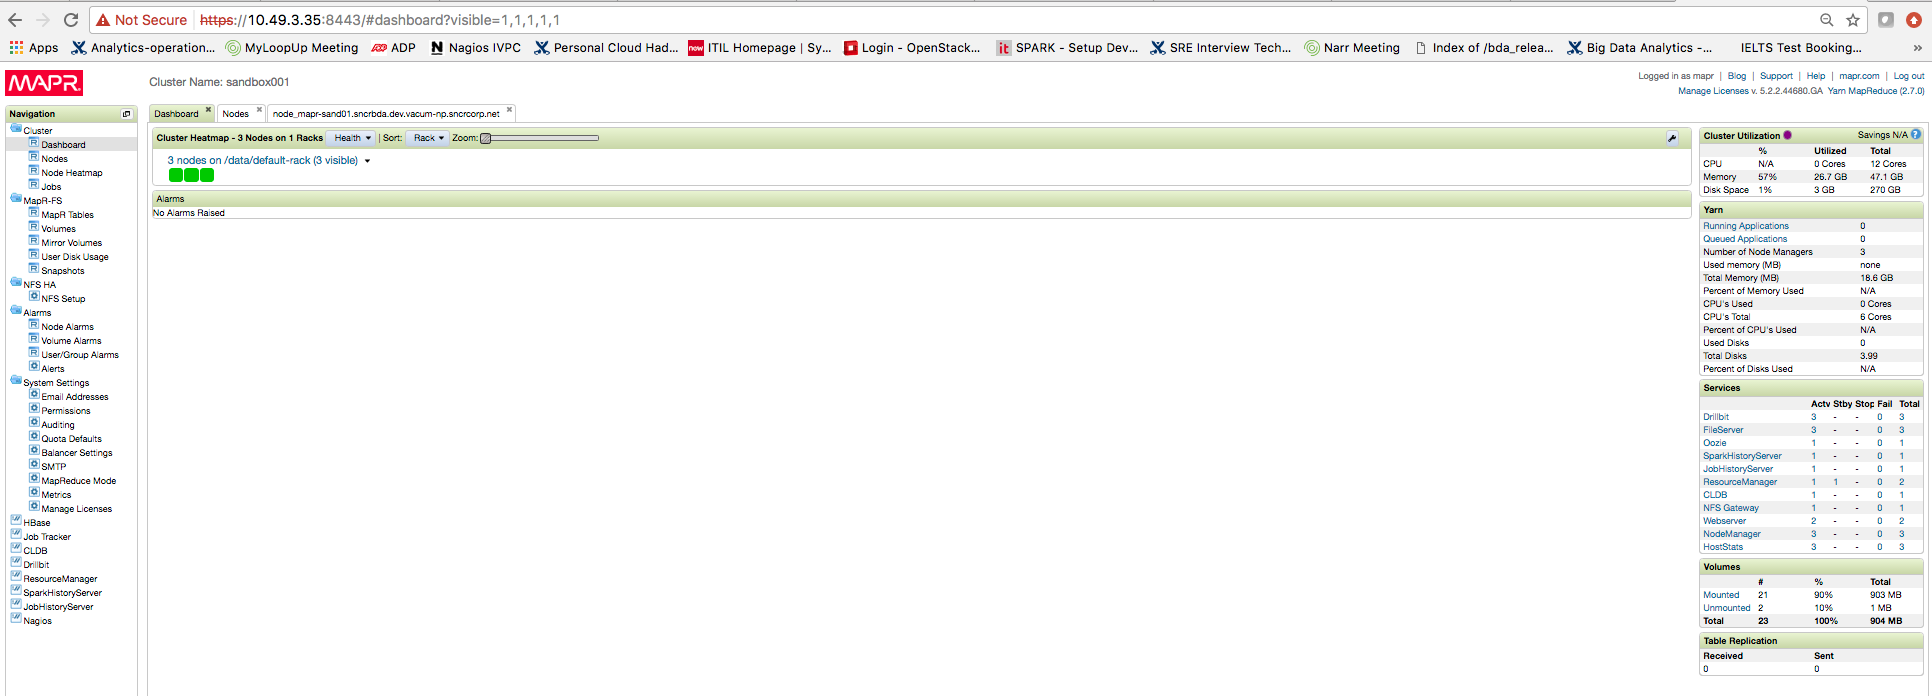 Not Secure https://10.49.3.35:8443/#dashboard?visible=1,1,1,1,1
Apps Analytics-operation... MyLoopUp Meeting ADP Nagios IVPC Personal Cloud Had... ITIL Homepage | Sy... Login - OpenStack... SPARK - Setup Dev... SRE Interview Tech... Narr Meeting Index of /bda_relea... Big Data Analytics -... IELTS Test Booking... »
MAPR
Cluster Name: sandbox001
Logged in as mapr | Blog | Support | Help | mapr.com | Log out
Manage Licenses v. 5.2.2.44680.GA Yarn MapReduce (2.7.0)
Navigation
Cluster
Dashboard
Nodes
Node Heatmap
Jobs
MapR-FS
MapR Tables
Volumes
Mirror Volumes
User Disk Usage
Snapshots
NFS HA
NFS Setup
Alarms
Node Alarms
Volume Alarms
User/Group Alarms
Alerts
System Settings
Email Addresses
Permissions
Auditing
Quota Defaults
Balancer Settings
SMTP
MapReduce Mode
Metrics
Manage Licenses
HBase
Job Tracker
CLDB
Drillbit
ResourceManager
SparkHistoryServer
JobHistoryServer
Nagios
Dashboard Nodes node_mapr-sand01.sncrbda.dev.vacum-np.sncrcorp.net
Cluster Heatmap - 3 Nodes on 1 Racks Health | Sort: Rack Zoom:
3 nodes on /data/default-rack (3 visible)
Alarms
No Alarms Raised
Cluster Utilization Savings N/A ?
% Utilized Total
CPU N/A 0 Cores 12 Cores
Memory 57% 26.7 GB 47.1 GB
Disk Space 1% 3 GB 270 GB
Yarn
Running Applications 0
Queued Applications 0
Number of Node Managers 3
Used memory (MB) none
Total Memory (MB) 18.6 GB
Percent of Memory Used N/A
CPU's Used 0 Cores
CPU's Total 6 Cores
Percent of CPU's Used N/A
Used Disks 0
Total Disks 3.99
Percent of Disks Used N/A
Services
Actv Stby Stop Fail Total
Drillbit 3 - - 0 3
FileServer 3 - - 0 3
Oozie 1 - - 0 1
SparkHistoryServer 1 - - 0 1
JobHistoryServer 1 - - 0 1
ResourceManager 1 1 - 0 2
CLDB 1 - - 0 1
NFS Gateway 1 - - 0 1
Webserver 2 - - 0 2
NodeManager 3 - - 0 3
HostStats 3 - - 0 3
Volumes
# % Total
Mounted 21 90% 903 MB
Unmounted 2 10% 1 MB
Total 23 100% 904 MB
Table Replication
Received Sent
0 0